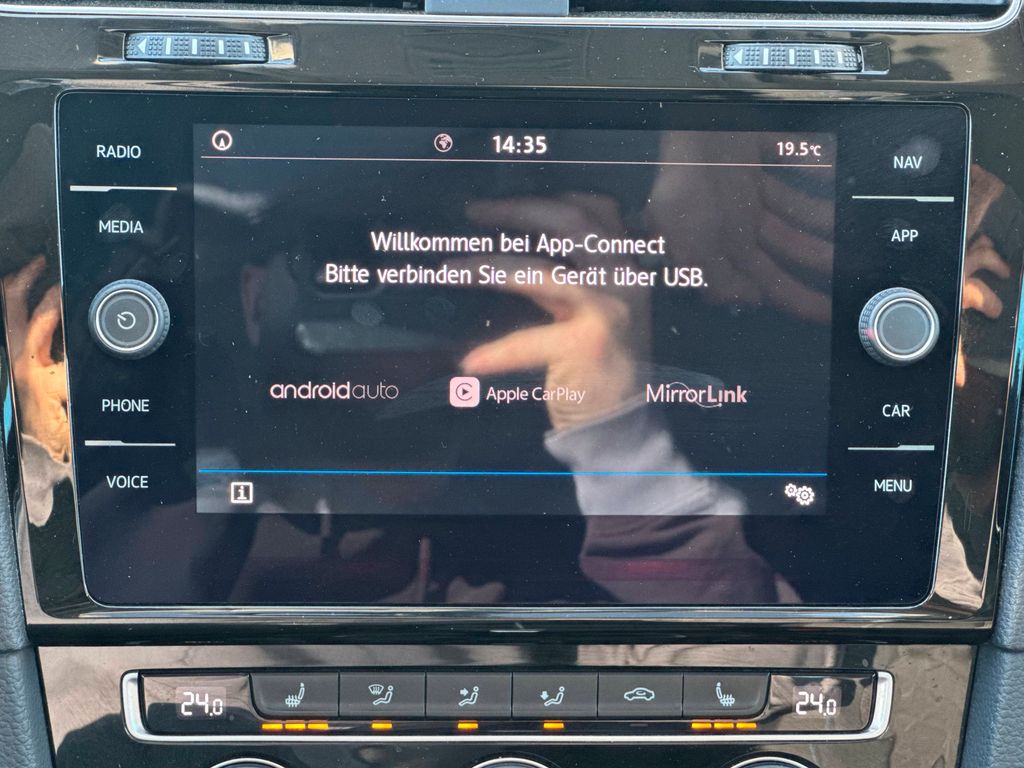 RADIO
MEDIA
PHONE
VOICE
14:35
19.5°C
Willkommen bei App-Connect
Bitte verbinden Sie ein Gerät über USB.
androidauto
Apple CarPlay
MirrorLink
i
NAV
APP
CAR
MENU
24.0
24.0